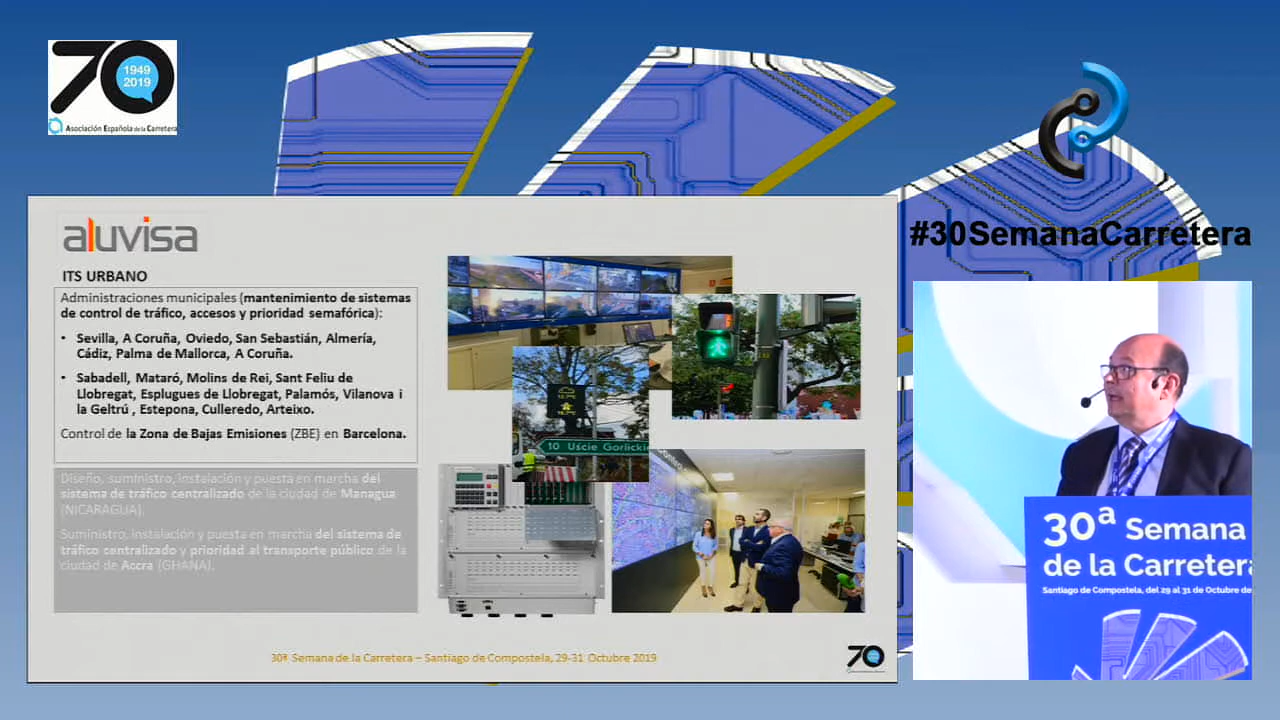 70
1949
2019
Asociación Española de la Carretera
#30SemanaCarretera
aluvisa
ITS URBANO
Administraciones municipales (mantenimiento de sistemas
de control de tráfico, accesos y prioridad semafórica):
• Sevilla, A Coruña, Oviedo, San Sebastián, Almería,
Cádiz, Palma de Mallorca, A Coruña.
• Sabadell, Mataró, Molins de Rei, Sant Feliu de
Llobregat, Esplugues de Llobregat, Palamós, Vilanova i
la Geltrú , Estepona, Culleredo, Arteixo.
Control de la Zona de Bajas Emisiones (ZBE) en Barcelona.
Diseño, suministro, instalación y puesta en marcha del
sistema de tráfico centralizado de la ciudad de Managua
(NICARAGUA).
Suministro, instalación y puesta en marcha del sistema de
tráfico centralizado y prioridad al transporte público de la
ciudad de Accra (GHANA).
10 Uście Gorlickie
30ª Semana de la Carretera – Santiago de Compostela, 29-31 Octubre 2019
70
30ª Semana
de la Carretera
Santiago de Compostela, del 29 al 31 de Octubre de